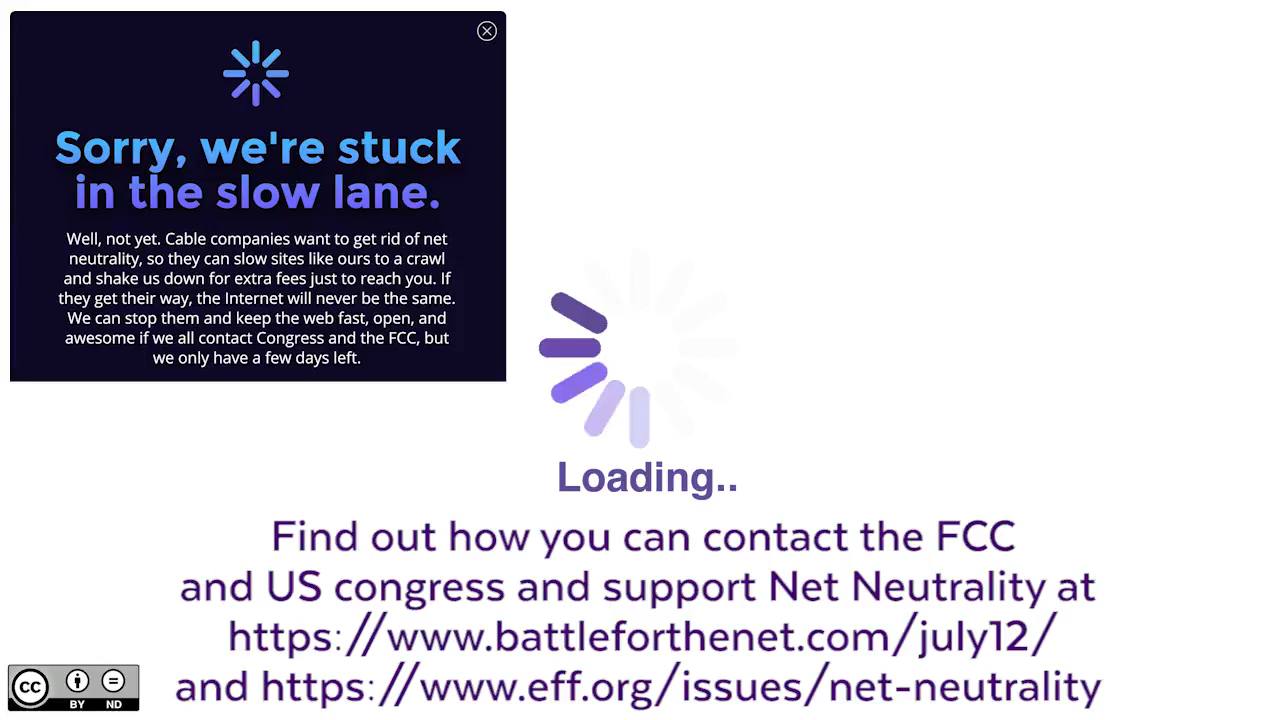 Sorry, we're stuck
in the slow lane.
Well, not yet. Cable companies want to get rid of net
neutrality, so they can slow sites like ours to a crawl
and shake us down for extra fees just to reach you. If
they get their way, the Internet will never be the same.
We can stop them and keep the web fast, open, and
awesome if we all contact Congress and the FCC, but
we only have a few days left.
Loading..
Find out how you can contact the FCC
and US congress and support Net Neutrality at
https://www.battleforthenet.com/july12/
and https://www.eff.org/issues/net-neutrality
cc BY ND